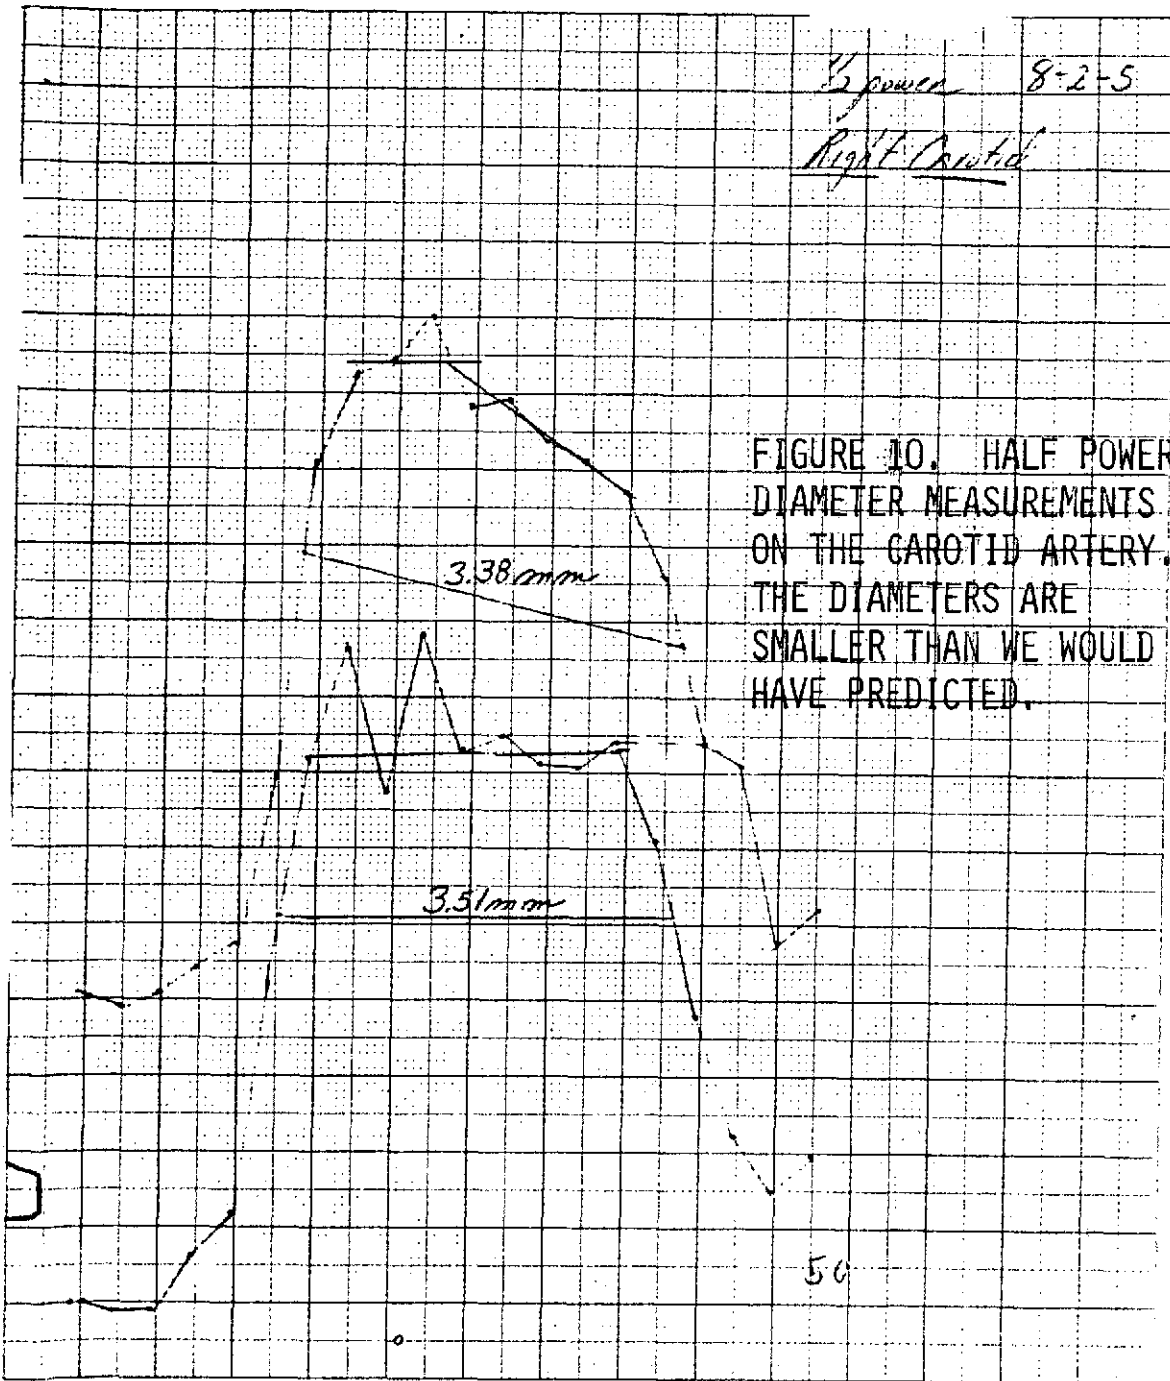 1/2 power 8-2-5
Right Carotid
FIGURE 10. HALF POWER
DIAMETER MEASUREMENTS
ON THE CAROTID ARTERY.
THE DIAMETERS ARE
SMALLER THAN WE WOULD
HAVE PREDICTED.
3.38 mm
3.51 mm